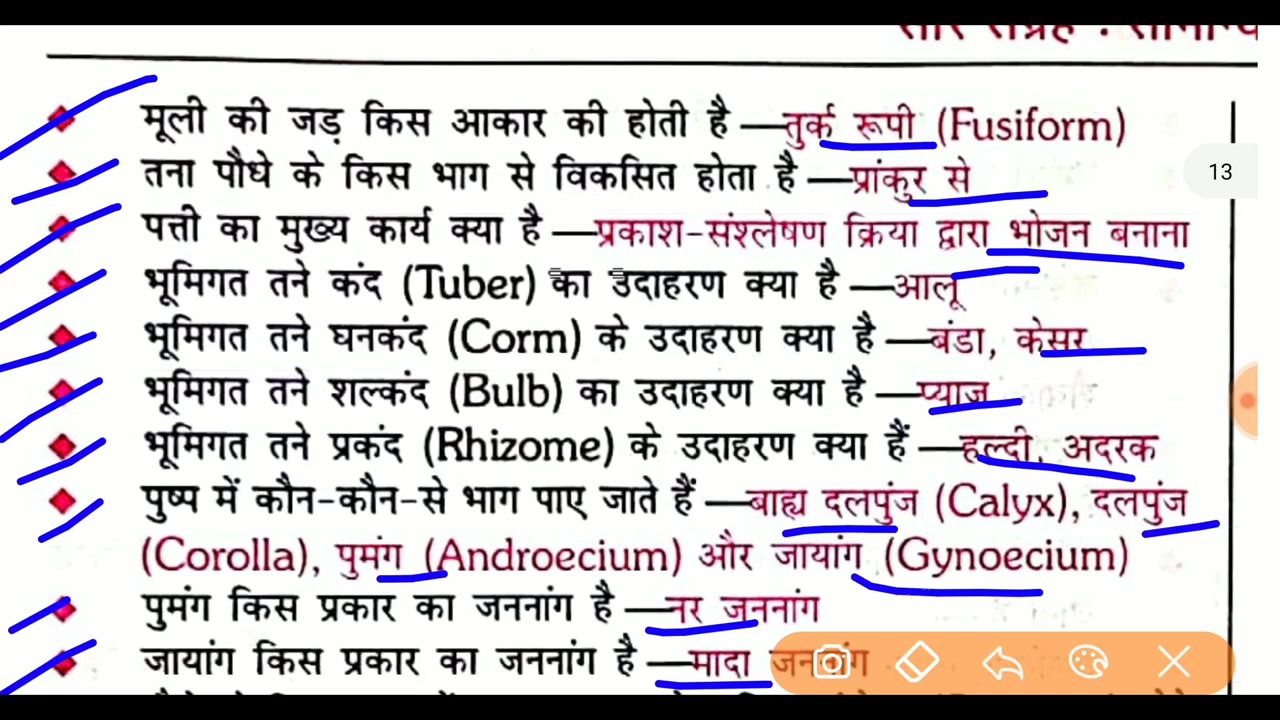 सार संग्रह : सामान्य
मूली की जड़ किस आकार की होती है —तुर्क रूपी (Fusiform)
तना पौधे के किस भाग से विकसित होता है —प्रांकुर से
13
पत्ती का मुख्य कार्य क्या है —प्रकाश-संश्लेषण क्रिया द्वारा भोजन बनाना
भूमिगत तने कंद (Tuber) का उदाहरण क्या है —आलू
भूमिगत तने घनकंद (Corm) के उदाहरण क्या है —बंडा, केसर
भूमिगत तने शल्कंद (Bulb) का उदाहरण क्या है —प्याज
भूमिगत तने प्रकंद (Rhizome) के उदाहरण क्या हैं —हल्दी, अदरक
पुष्प में कौन-कौन-से भाग पाए जाते हैं —बाह्य दलपुंज (Calyx), दलपुंज
(Corolla), पुमंग (Androecium) और जायांग (Gynoecium)
पुमंग किस प्रकार का जननांग है —नर जननांग
जायांग किस प्रकार का जननांग है —मादा जननांग